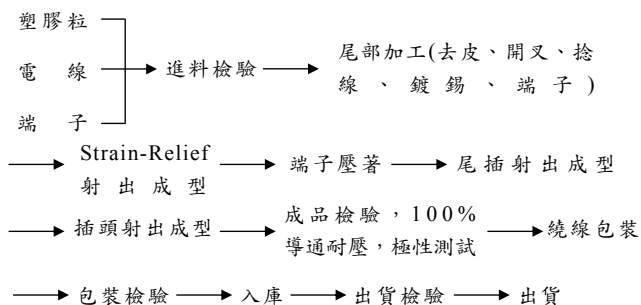 塑膠粒
電線
端子
進料檢驗
尾部加工(去皮、開叉、捻
線、鍍錫、端子)
Strain-Relief
射出成型
端子壓著
尾插射出成型
插頭射出成型
成品檢驗，100%
導通耐壓，極性測試
繞線包裝
包裝檢驗
入庫
出貨檢驗
出貨